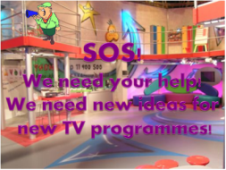 SOS!
We need your help.
We need new ideas for
new TV programmes!